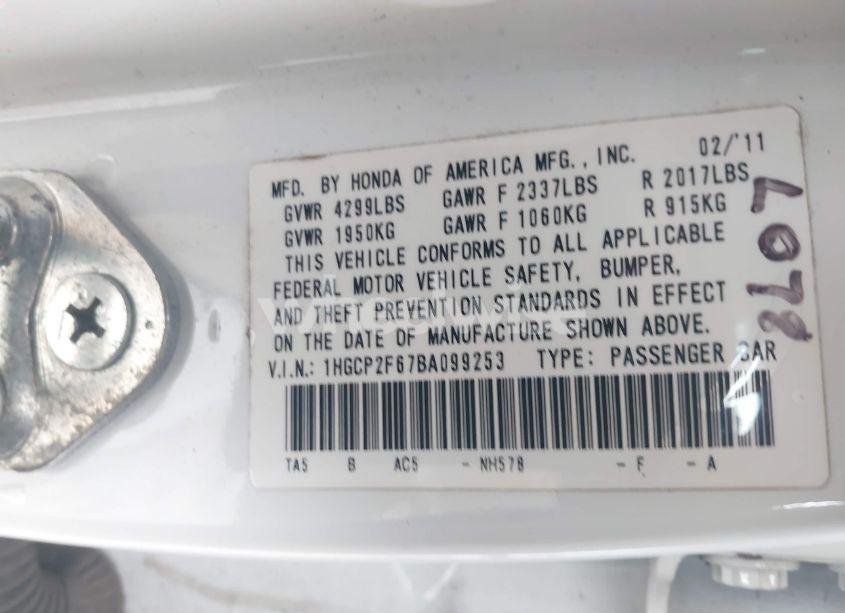 MFD. BY HONDA OF AMERICA MFG., INC. 02/'11
GVWR 4299LBS GAWR F 2337LBS R 2017LBS
GVWR 1950KG GAWR F 1060KG R 915KG
THIS VEHICLE CONFORMS TO ALL APPLICABLE
FEDERAL MOTOR VEHICLE SAFETY, BUMPER,
AND THEFT PREVENTION STANDARDS IN EFFECT
ON THE DATE OF MANUFACTURE SHOWN ABOVE.
V.I.N.: 1HGCP2F67BA099253 TYPE: PASSENGER CAR
TA5 B AC5 - NH578 - F - A